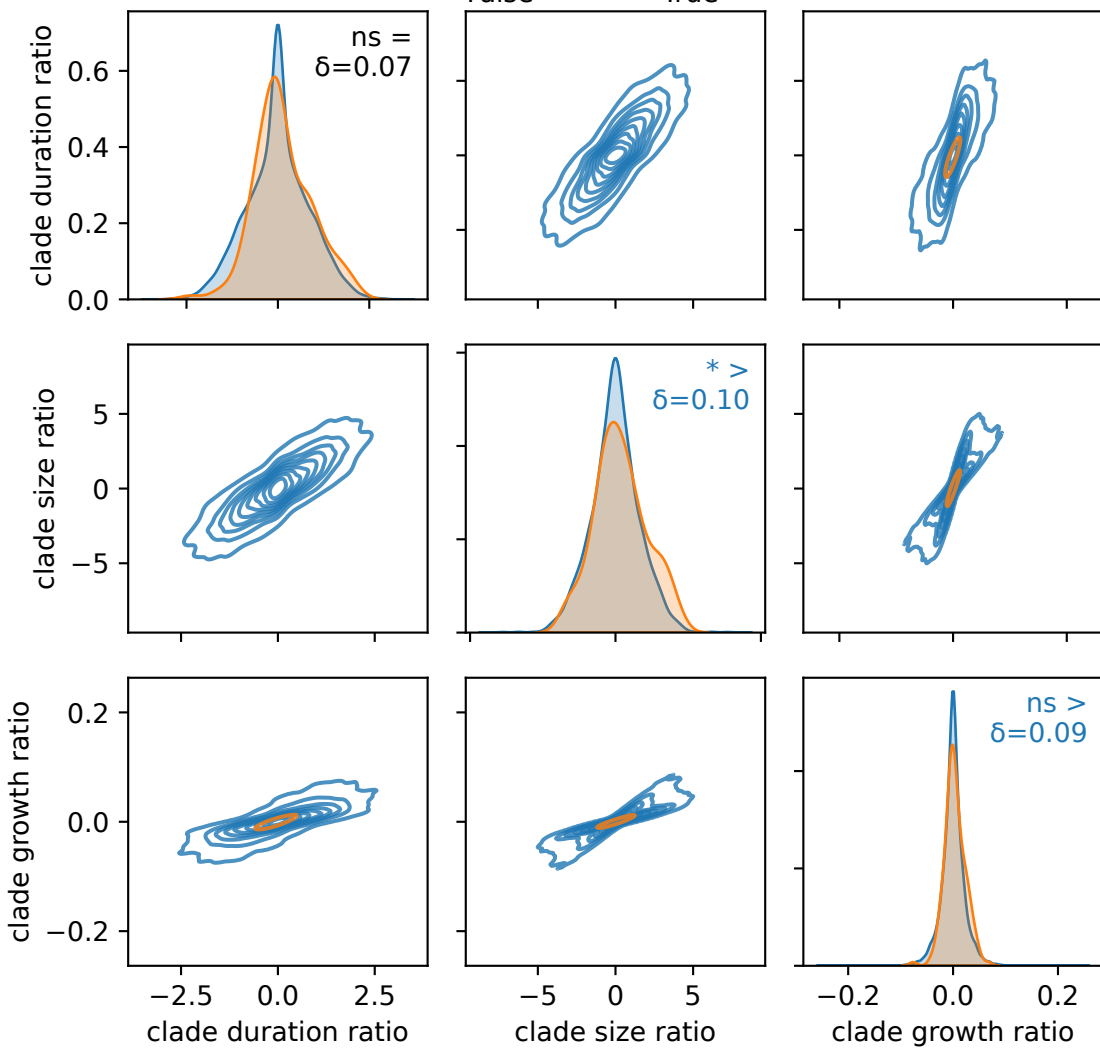 clade duration ratio
0.6
0.4
0.2
0.0
ns =
δ=0.07
clade size ratio
5
0
−5
* >
δ=0.10
clade growth ratio
0.2
0.0
−0.2
ns >
δ=0.09
−2.5 0.0 2.5
−5 0 5
−0.2 0.0 0.2
clade duration ratio
clade size ratio
clade growth ratio